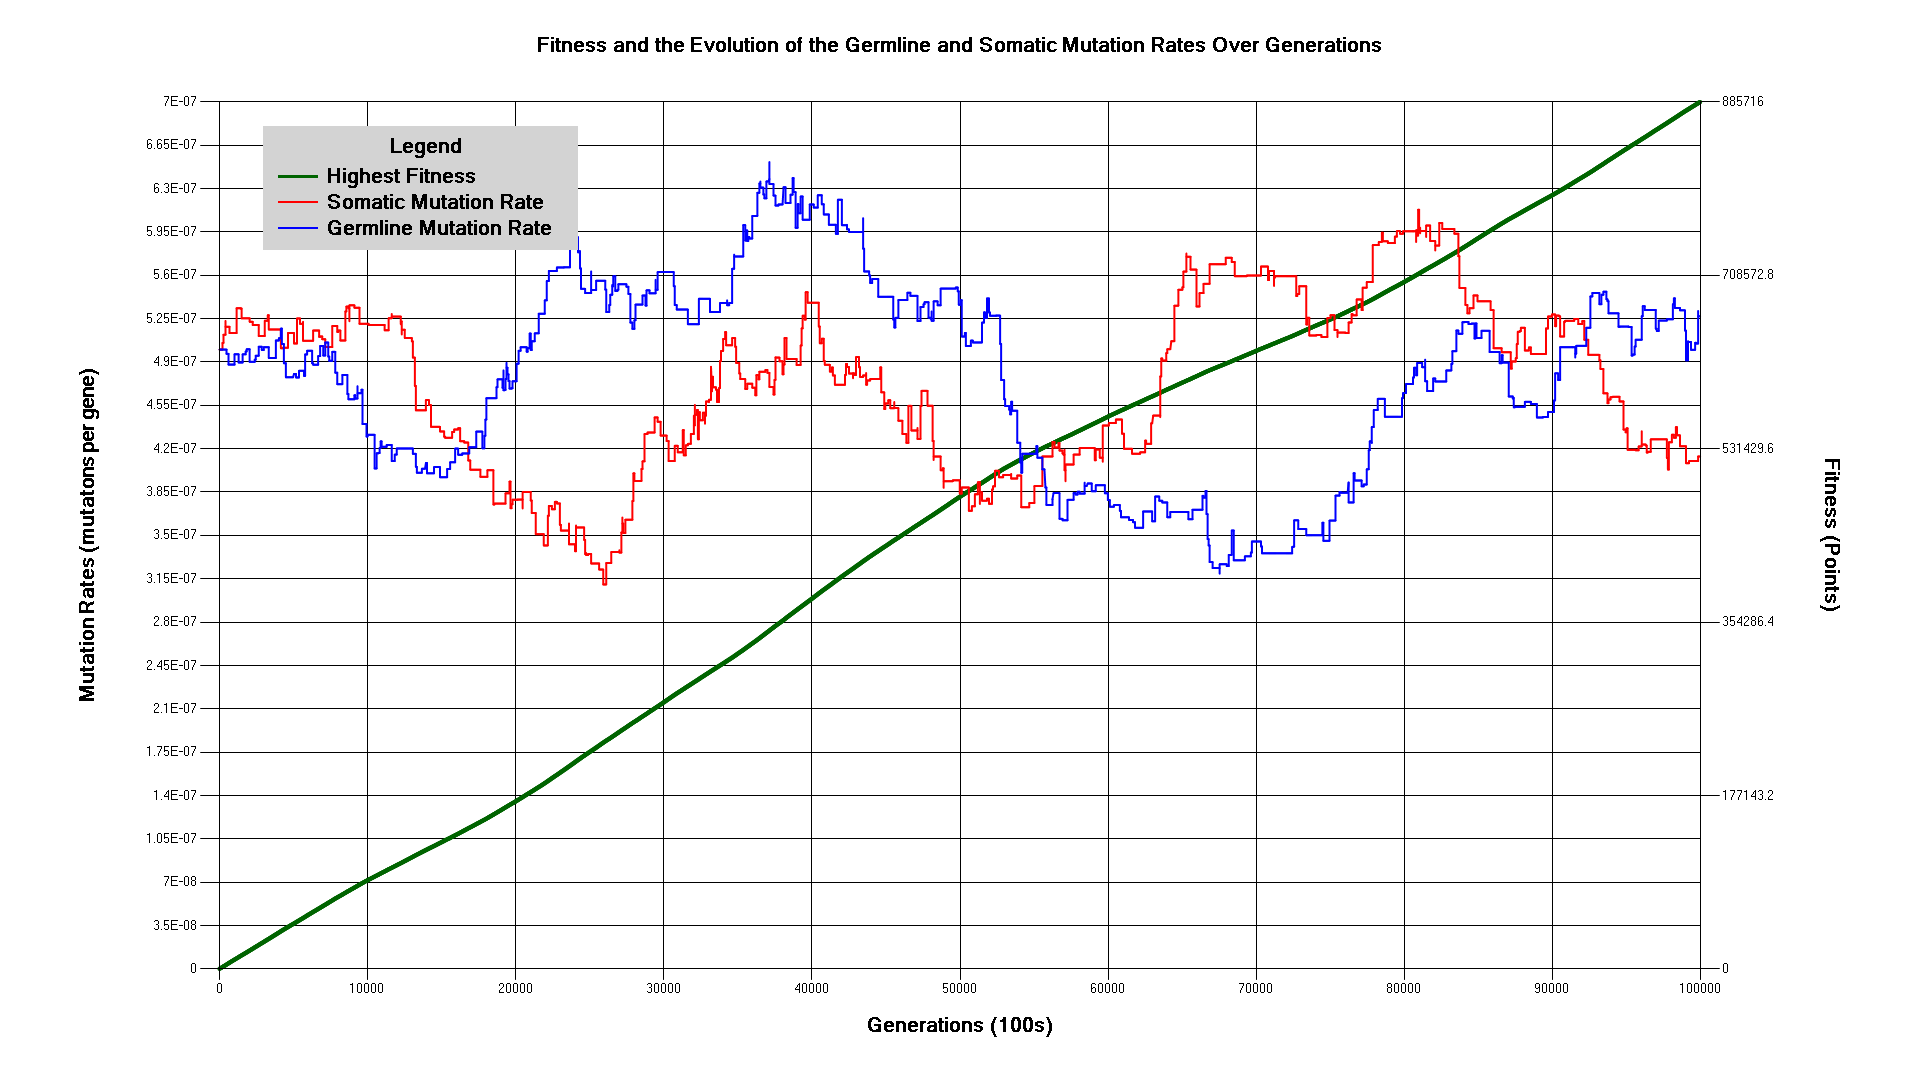 Fitness and the Evolution of the Germline and Somatic Mutation Rates Over Generations
7E-07
6.65E-07
6.3E-07
5.95E-07
5.6E-07
5.25E-07
4.9E-07
4.55E-07
4.2E-07
3.85E-07
3.5E-07
3.15E-07
2.8E-07
2.45E-07
2.1E-07
1.75E-07
1.4E-07
1.05E-07
7E-08
3.5E-08
0
Mutation Rates (mutatons per gene)
Legend
Highest Fitness
Somatic Mutation Rate
Germline Mutation Rate
885716
708572.8
531429.6
354286.4
177143.2
0
Fitness (Points)
0 10000 20000 30000 40000 50000 60000 70000 80000 90000 100000
Generations (100s)